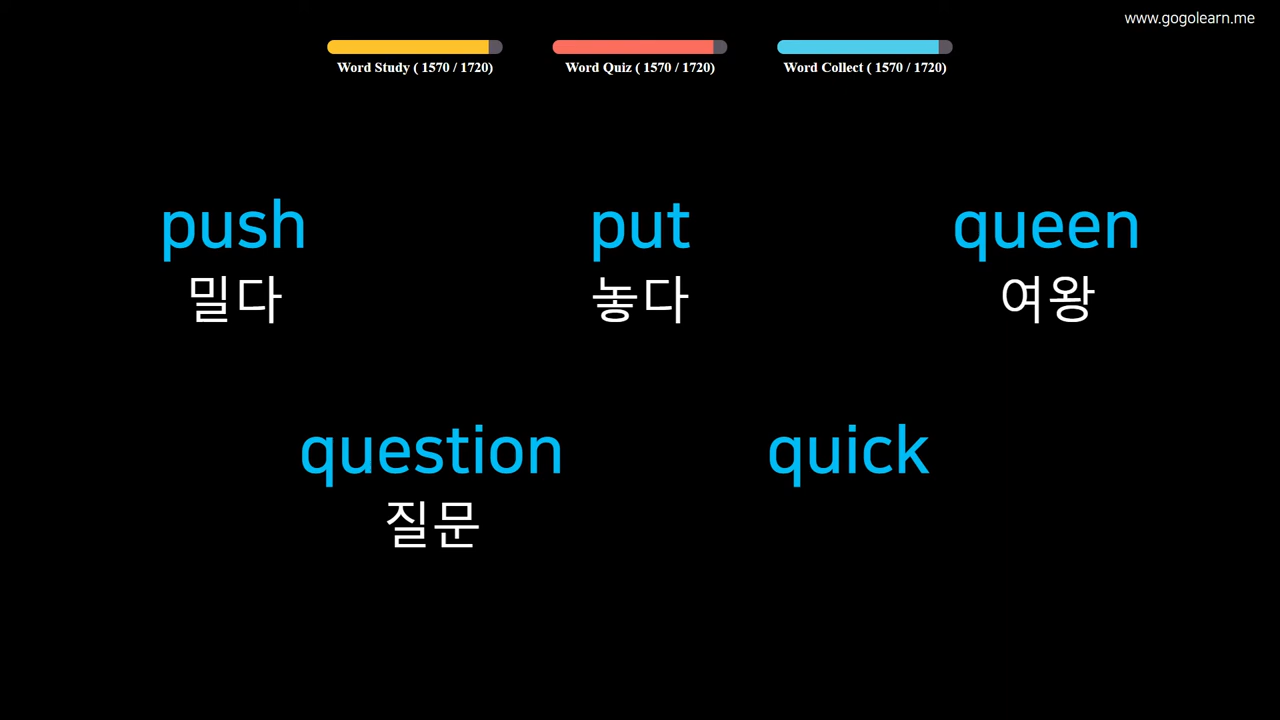 www.gogolearn.me
Word Study ( 1570 / 1720)
Word Quiz ( 1570 / 1720)
Word Collect ( 1570 / 1720)
push
밀다
put
놓다
queen
여왕
question
질문
quick